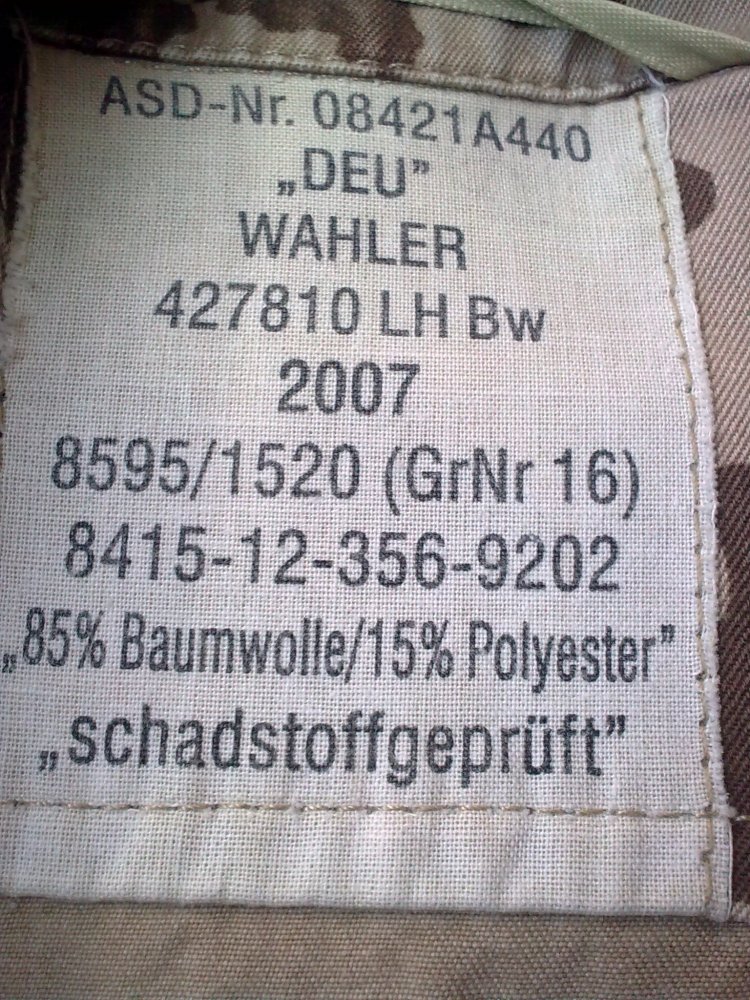 ASD-Nr. 08421A440
„DEU”
WAHLER
427810 LH Bw
2007
8595/1520 (GrNr 16)
8415-12-356-9202
„85% Baumwolle/15% Polyester”
„schadstoffgeprüft”